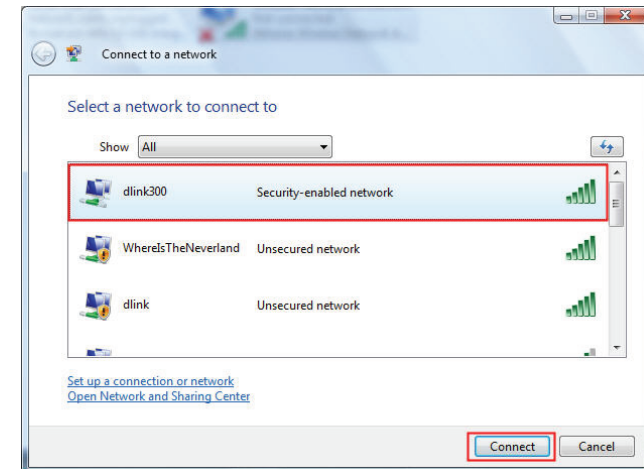 Connect to a network
Select a network to connect to
Show All
dlink300 Security-enabled network
WhereIsTheNeverland Unsecured network
dlink Unsecured network
Set up a connection or network
Open Network and Sharing Center
Connect Cancel